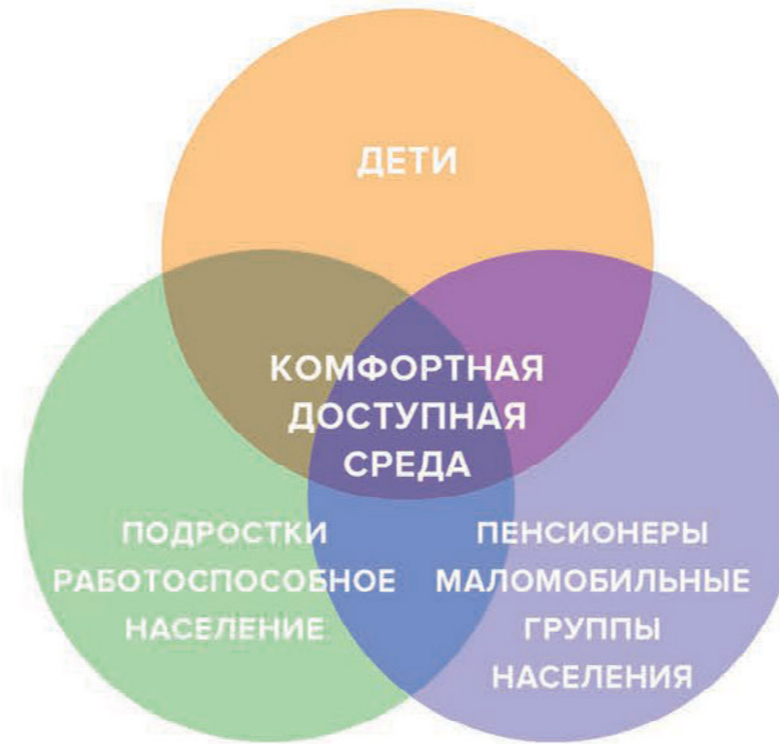 ДЕТИ
КОМФОРТНАЯ
ДОСТУПНАЯ
СРЕДА
ПОДРОСТКИ
РАБОТОСПОСОБНОЕ
НАСЕЛЕНИЕ
ПЕНСИОНЕРЫ
МАЛОМОБИЛЬНЫЕ
ГРУППЫ
НАСЕЛЕНИЯ